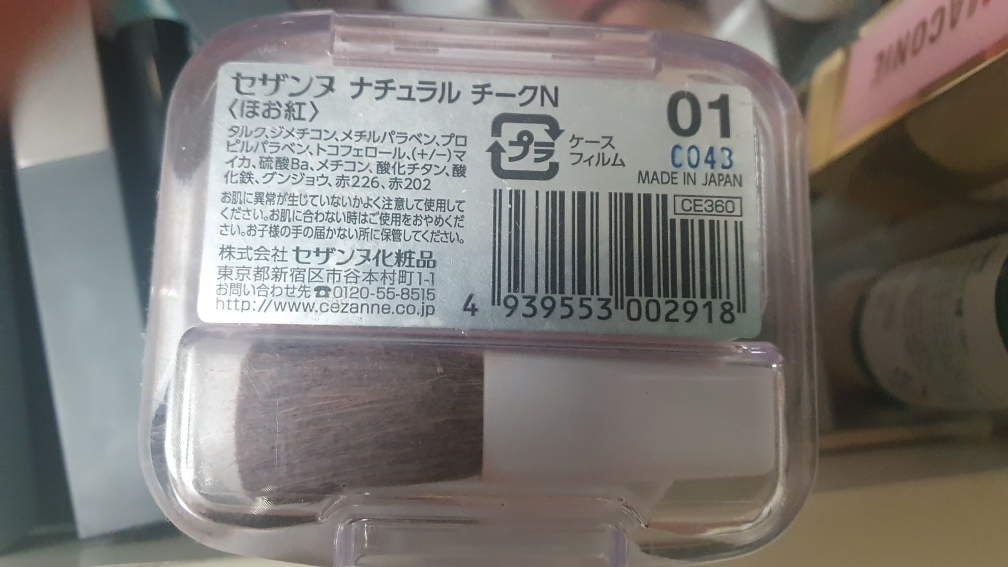 セザンヌ ナチュラル チークN
〈ほお紅〉
タルク、ジメチコン、メチルパラベン、プロ
ピルパラベン、トコフェロール、(+/−)マ
イカ、硫酸Ba、メチコン、酸化チタン、酸
化鉄、グンジョウ、赤226、赤202
お肌に異常が生じていないかよく注意して使用して
ください。お肌に合わない時はご使用をおやめくだ
さい。お子様の手の届かない所に保管してください。
株式会社 セザンヌ化粧品
東京都新宿区市谷本村町1-1
お問い合わせ先☎0120-55-8515
http://www.cezanne.co.jp
プラ
ケース
フィルム
01
C043
MADE IN JAPAN
CE360
4 939553 002918
MACONIE